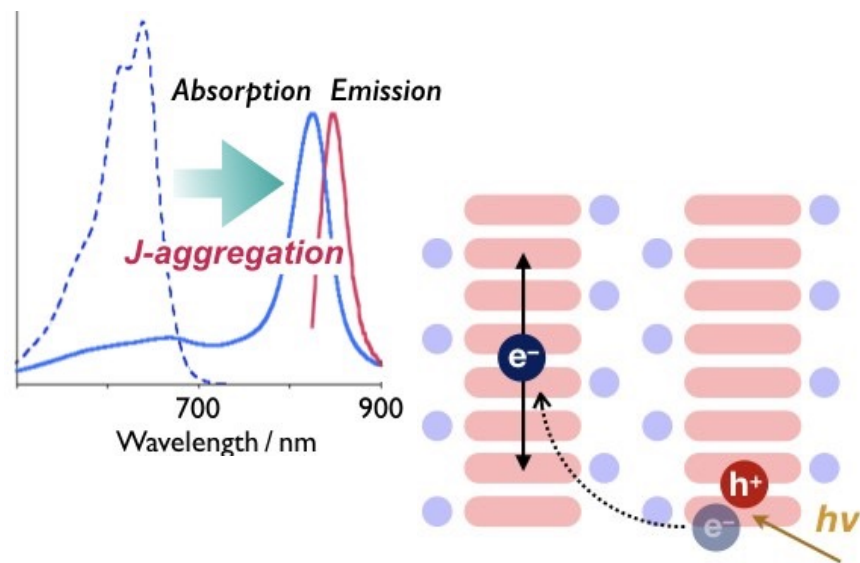 Absorption Emission
J-aggregation
700
900
Wavelength / nm
e⁻
h⁺
e⁻
hν